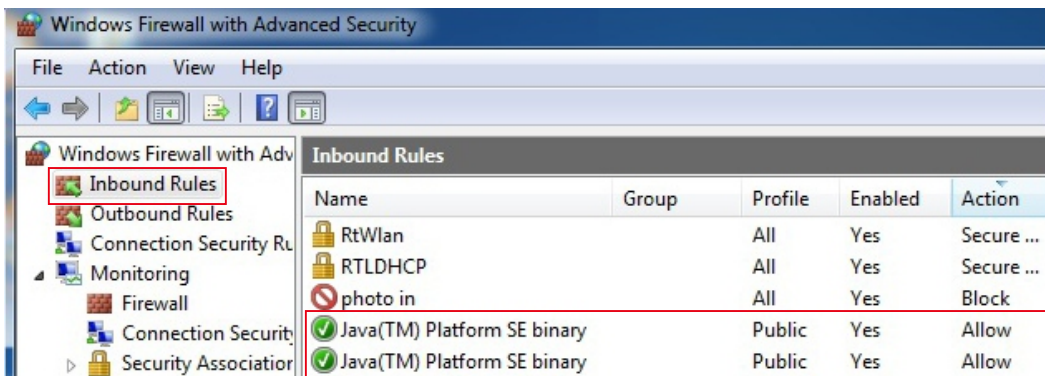 Windows Firewall with Advanced Security
File Action View Help
Windows Firewall with Adv
Inbound Rules
Outbound Rules
Connection Security Ru
Monitoring
Firewall
Connection Security
Security Association
Inbound Rules
Name Group Profile Enabled Action
RtWlan All Yes Secure ...
RTLDHCP All Yes Secure ...
photo in All Yes Block
Java(TM) Platform SE binary Public Yes Allow
Java(TM) Platform SE binary Public Yes Allow